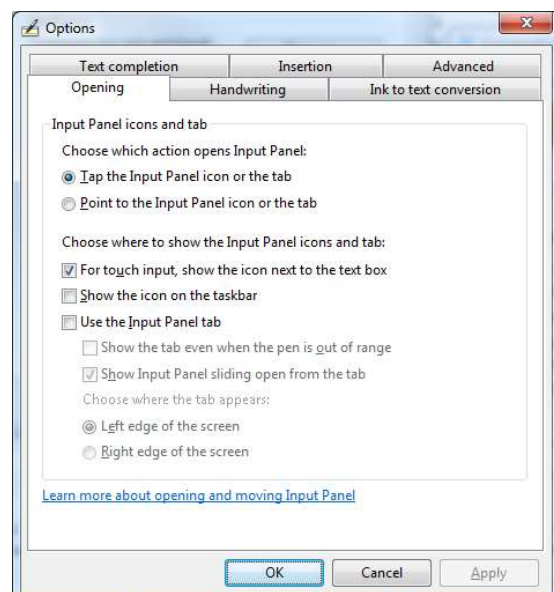 Options
Text completion Insertion Advanced
Opening Handwriting Ink to text conversion
Input Panel icons and tab
Choose which action opens Input Panel:
Tap the Input Panel icon or the tab
Point to the Input Panel icon or the tab
Choose where to show the Input Panel icons and tab:
For touch input, show the icon next to the text box
Show the icon on the taskbar
Use the Input Panel tab
Show the tab even when the pen is out of range
Show Input Panel sliding open from the tab
Choose where the tab appears:
Left edge of the screen
Right edge of the screen
Learn more about opening and moving Input Panel
OK Cancel Apply